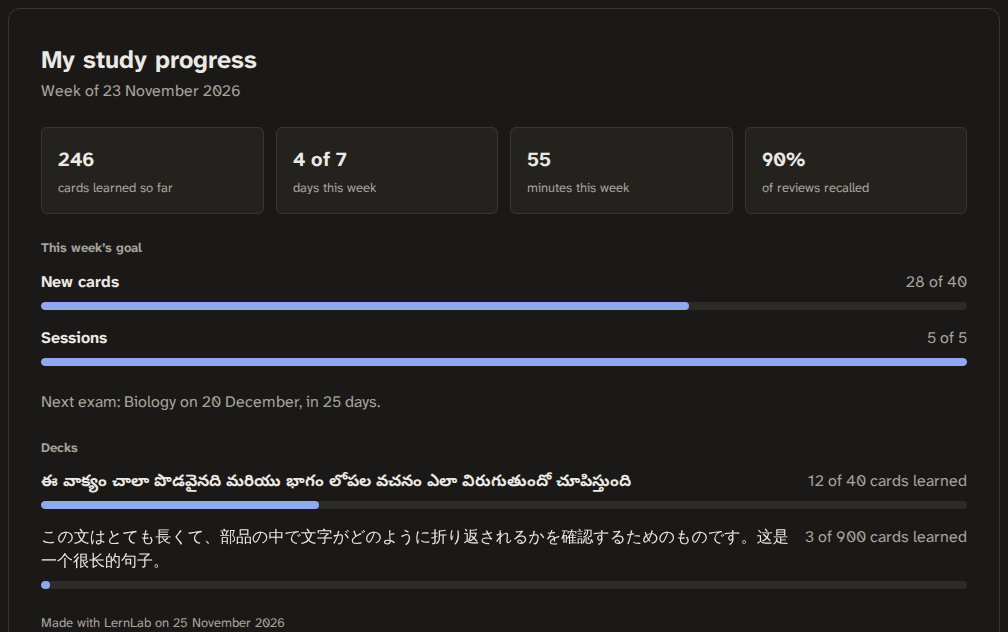 My study progress
Week of 23 November 2026
246
cards learned so far
4 of 7
days this week
55
minutes this week
90%
of reviews recalled
This week's goal
New cards
28 of 40
Sessions
5 of 5
Next exam: Biology on 20 December, in 25 days.
Decks
ఈ వాక్యం చాలా పొడవైనది మరియు భాగం లోపల వచనం ఎలా విరుగుతుందో చూపిస్తుంది
12 of 40 cards learned
この文はとても長くて、部品の中で文字がどのように折り返されるかを確認するためのものです。这是
一个很长的句子。
3 of 900 cards learned
Made with LernLab on 25 November 2026